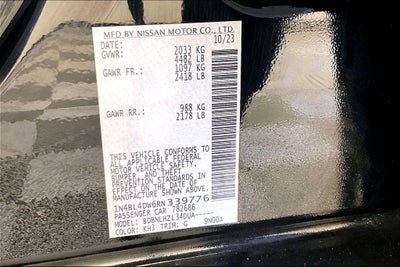 MFD BY NISSAN MOTOR CO., LTD.
DATE: 10/23
GVWR: 2033 KG
4482 LB
GAWR FR.: 1097 KG
2418 LB
GAWR RR.: 988 KG
2178 LB
THIS VEHICLE CONFORMS TO
ALL APPLICABLE FEDERAL
MOTOR VEHICLE SAFETY,
BUMPER, AND THEFT
PREVENTION STANDARDS IN
EFFECT ON THE DATE OF
MANUFACTURE SHOWN ABOVE.
1N4BL4DW6RN339776
PASSENGER CAR 782686
MODEL: BDBNLHZL34DUA-----
COLOR: KH3 TRIM: G 9N00A